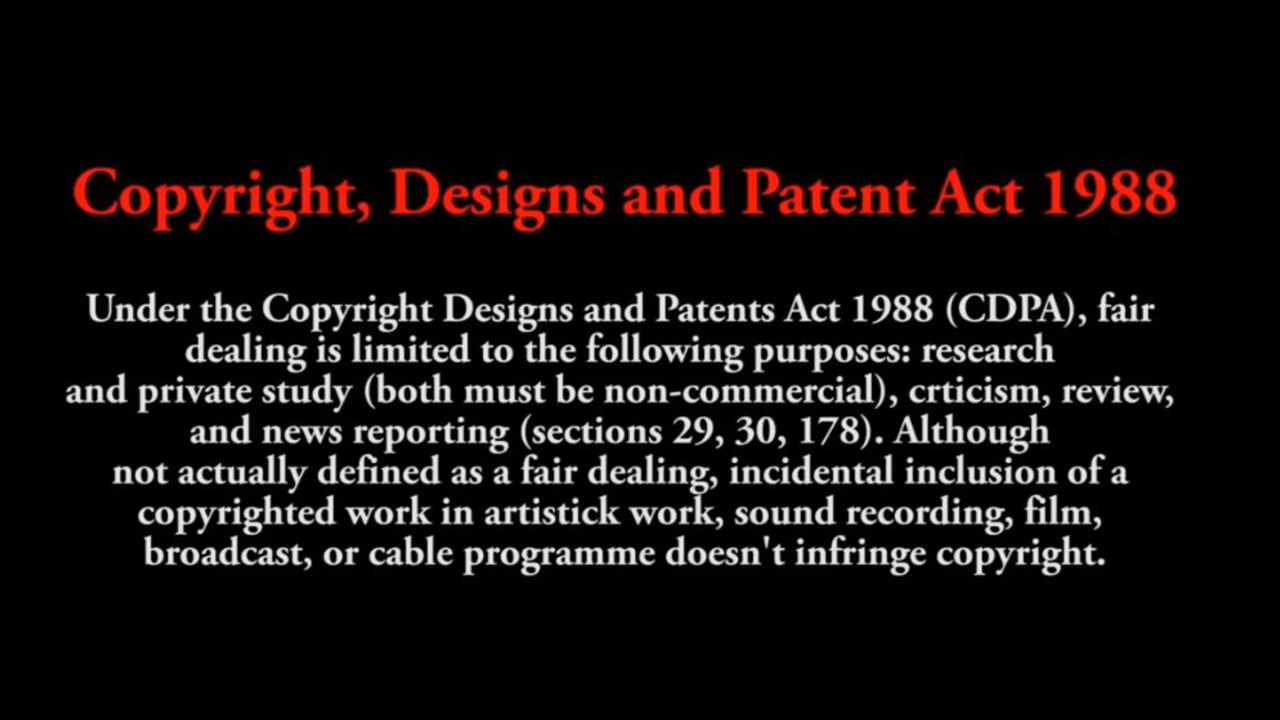 Copyright, Designs and Patent Act 1988
Under the Copyright Designs and Patents Act 1988 (CDPA), fair
dealing is limited to the following purposes: research
and private study (both must be non-commercial), crticism, review,
and news reporting (sections 29, 30, 178). Although
not actually defined as a fair dealing, incidental inclusion of a
copyrighted work in artistick work, sound recording, film,
broadcast, or cable programme doesn't infringe copyright.